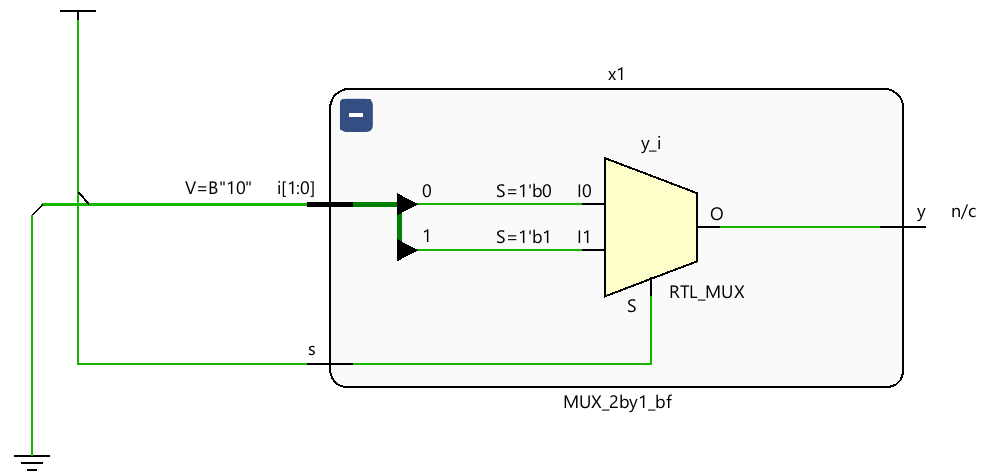 x1
y_i
V=B"10" i[1:0] 0 S=1'b0 I0
1 S=1'b1 I1
O y n/c
S RTL_MUX
s
MUX_2by1_bf